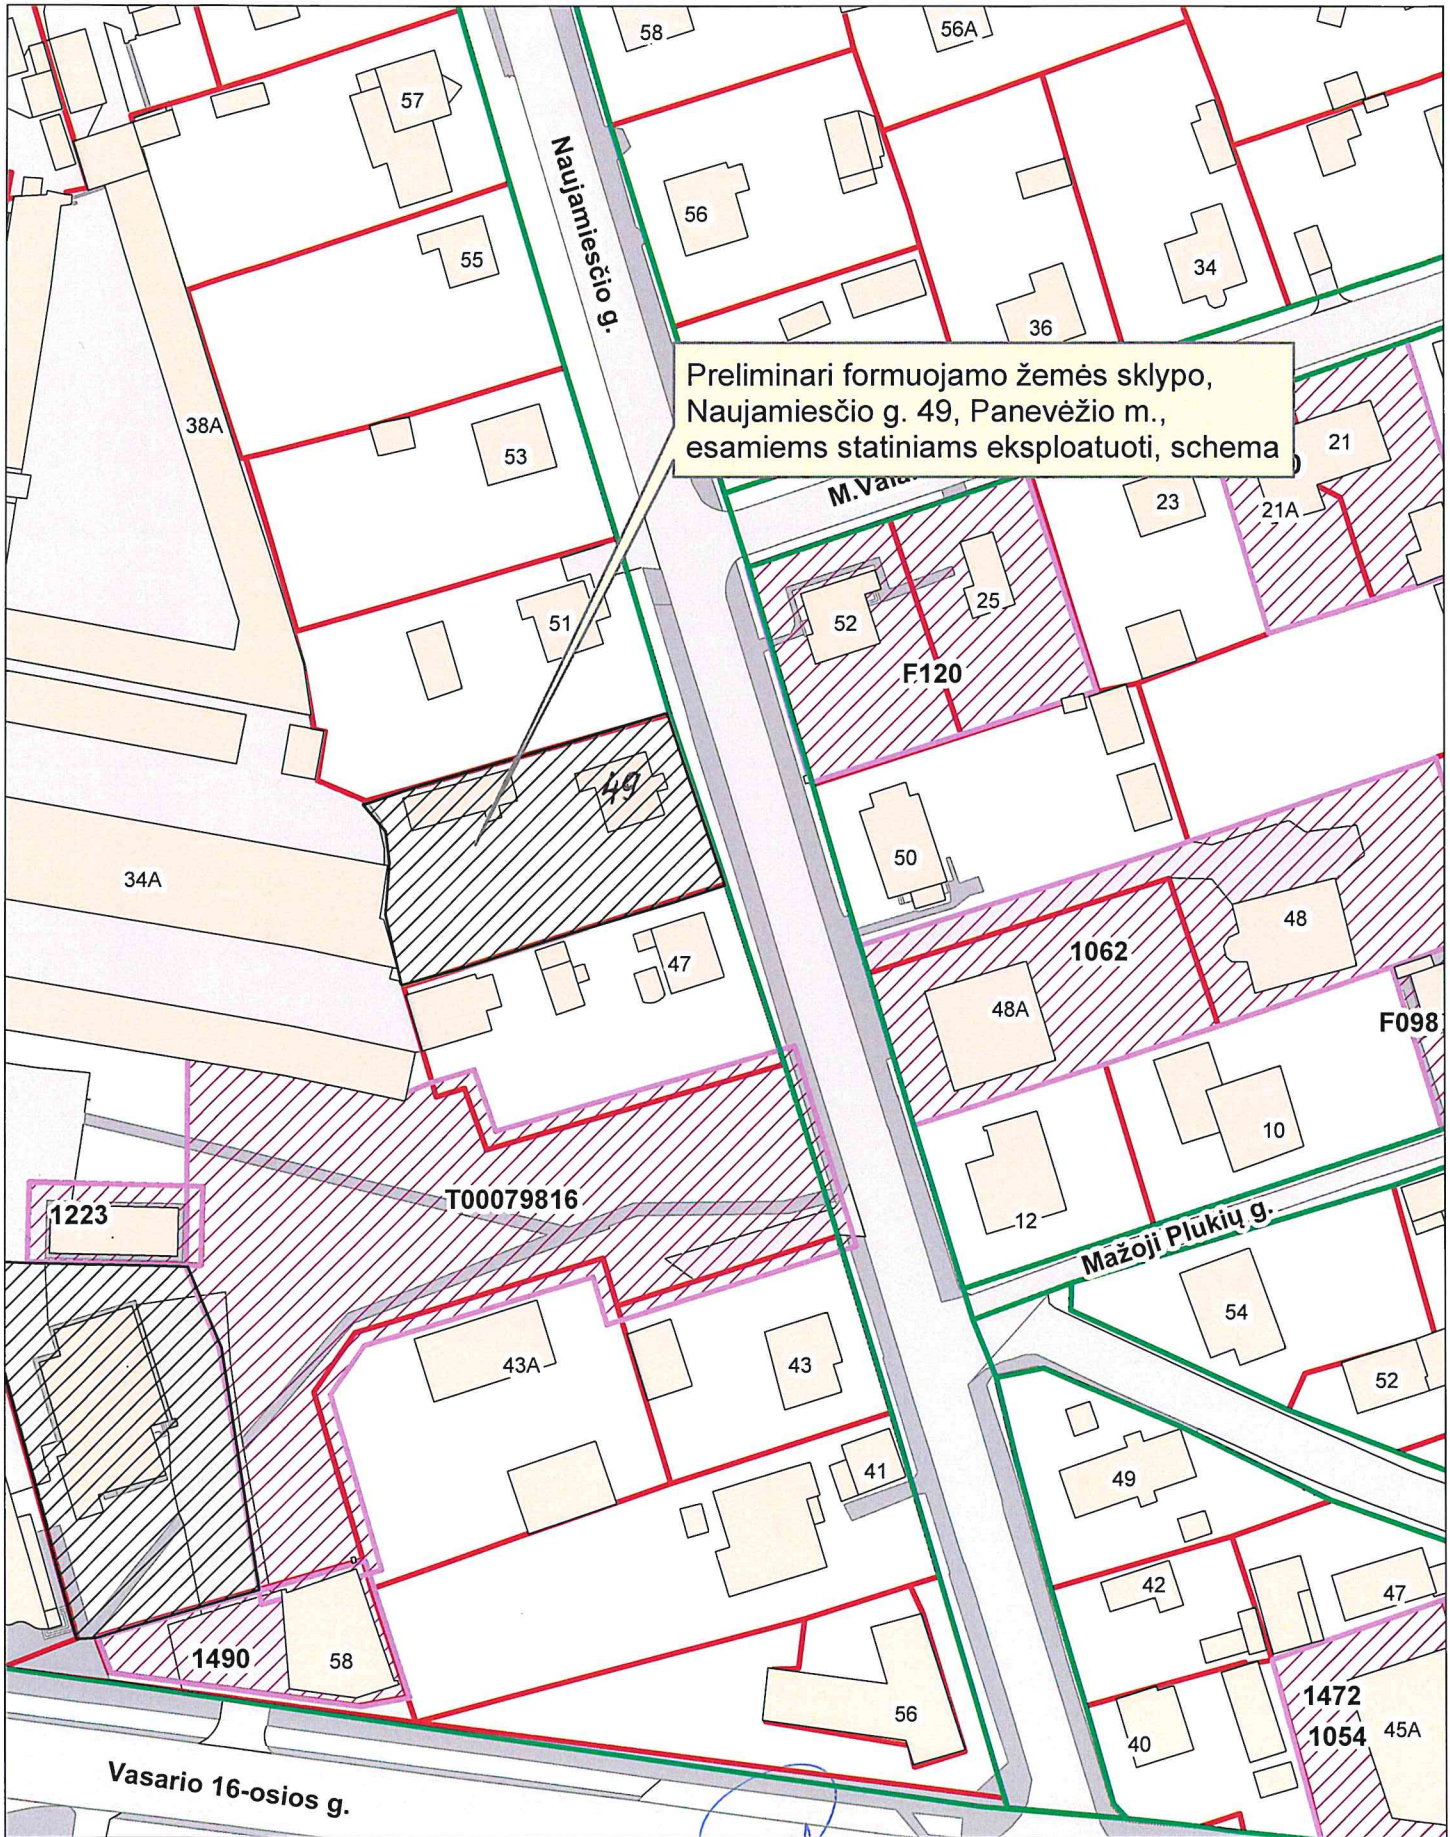 58
56A
57
Naujamiesčio g.
56
55
34
36
Preliminari formuojamo žemės sklypo,
Naujamiesčio g. 49, Panevėžio m.,
esamiems statiniams eksploatuoti, schema
38A
21
53
23
21A
25
51
52
F120
49
50
34A
48
1062
47
48A
F098
10
T00079816
1223
12
Mažoji Plukių g.
54
43A
43
52
41
49
42
47
1490
58
1472
1054
56
40
45A
Vasario 16-osios g.